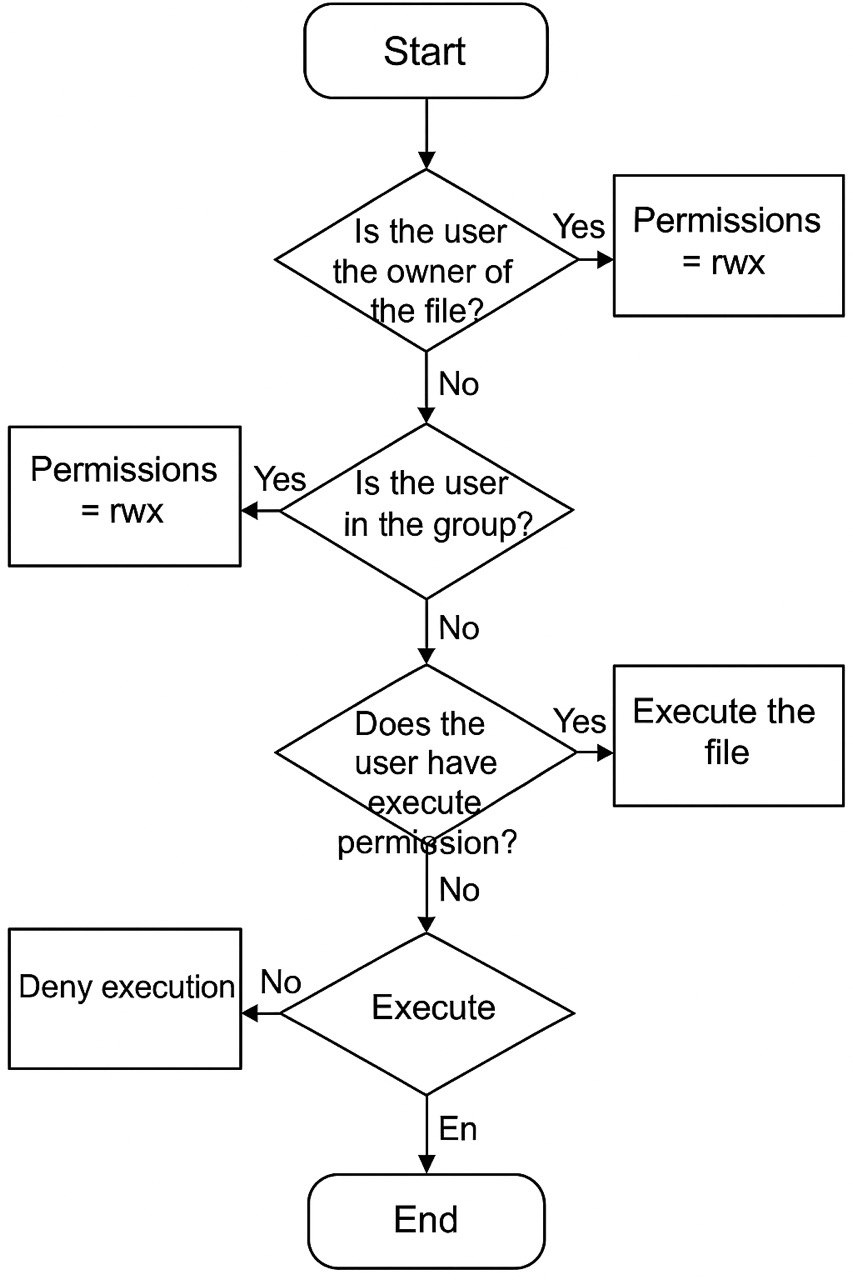 Start
Is the user
the owner of
the file?
Yes
Permissions
= rwx
No
Permissions
= rwx
Yes
Is the user
in the group?
No
Does the
user have
execute
permission?
Yes
Execute the
file
No
Deny execution
No
Execute
En
End